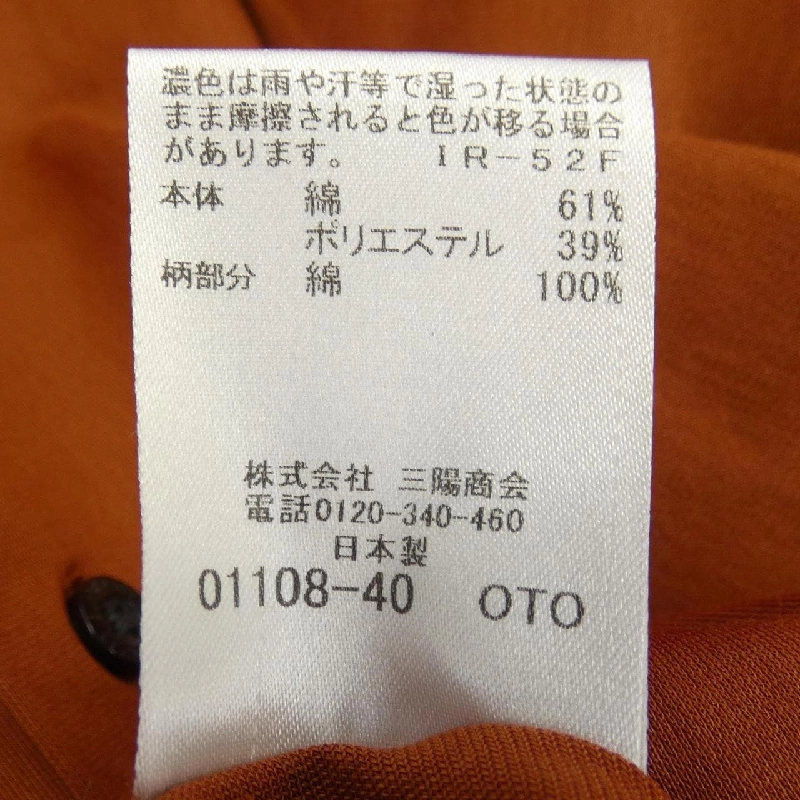 濃色は雨や汗等で湿った状態の
まま摩擦されると色が移る場合
があります。　ＩＲ－５２Ｆ
本体 綿 61%
ポリエステル 39%
柄部分 綿 100%
株式会社 三陽商会
電話0120-340-460
日本製
01108-40 OTO